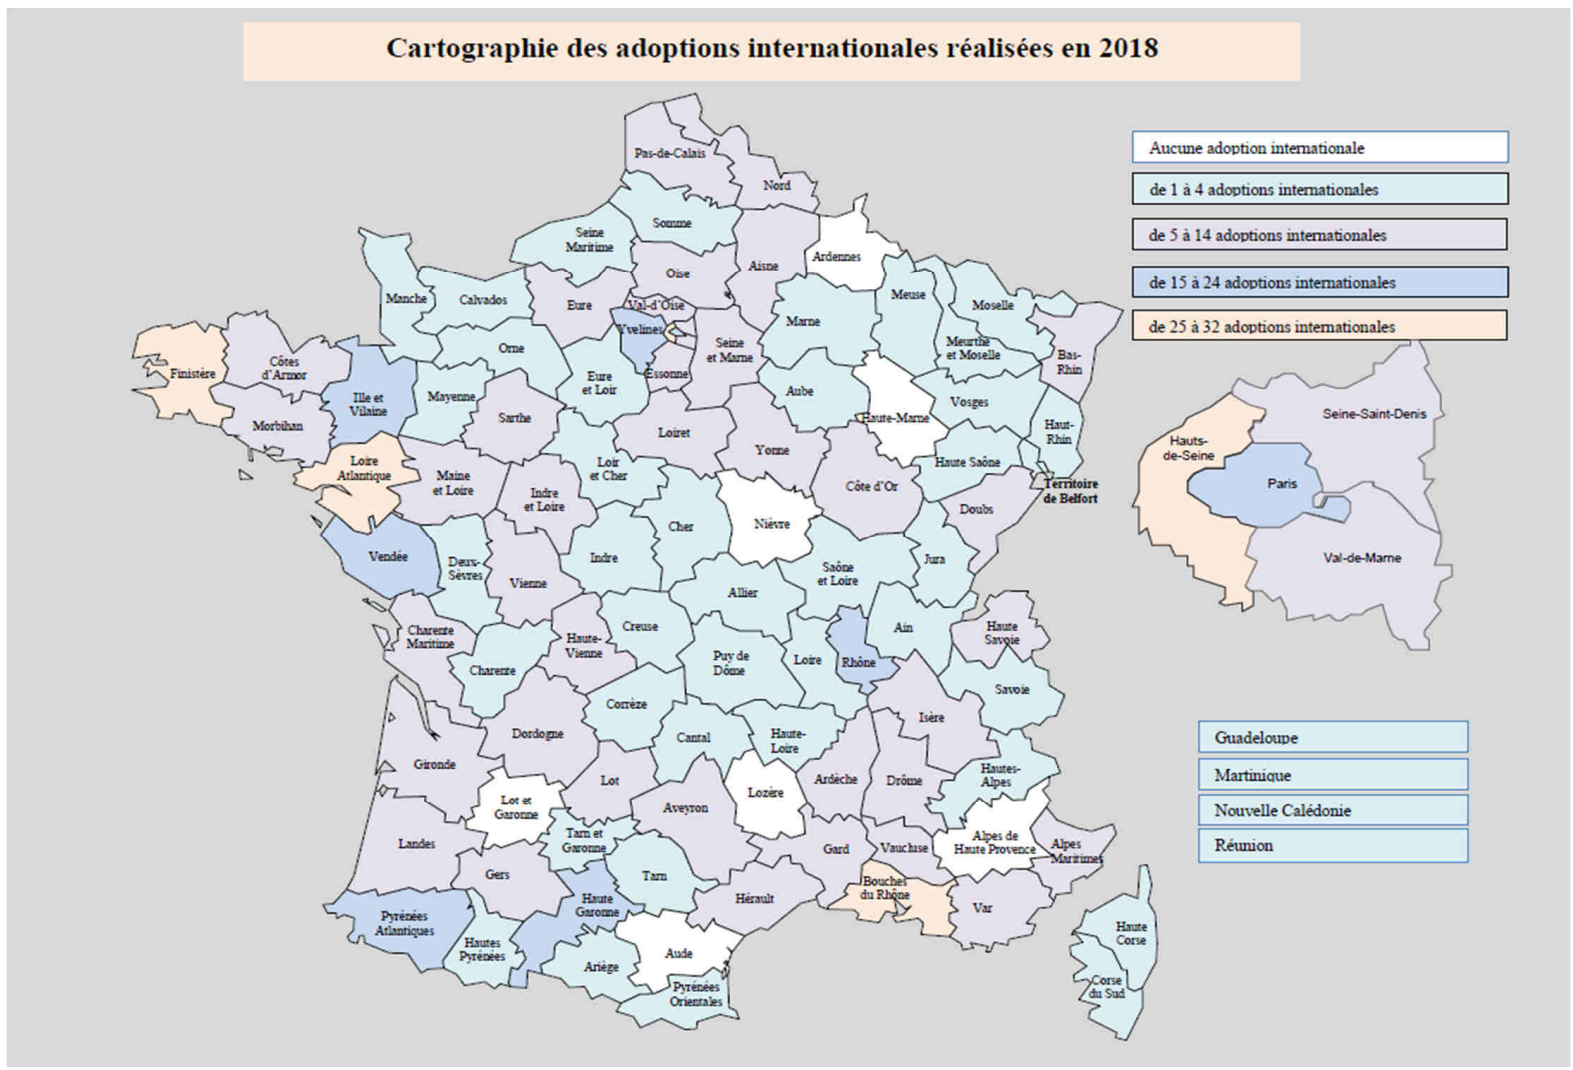 Cartographie des adoptions internationales réalisées en 2018
Aucune adoption internationale
de 1 à 4 adoptions internationales
de 5 à 14 adoptions internationales
de 15 à 24 adoptions internationales
de 25 à 32 adoptions internationales
Pas-de-Calais
Nord
Somme
Seine
Maritime
Oise
Aisne
Ardennes
Manche
Calvados
Eure
Val-d'Oise
Yvelines
Essonne
Seine
et Marne
Marne
Meuse
Moselle
Meurthe
et Moselle
Bas-
Rhin
Finistère
Côtes
d'Armor
Morbihan
Ille et
Vilaine
Mayenne
Orne
Sarthe
Eure
et Loir
Loiret
Aube
Haute-Marne
Vosges
Haut-
Rhin
Yonne
Loire
Atlantique
Maine
et Loire
Indre
et Loire
Loir
et Cher
Côte d'Or
Haute Saône
Territoire
de Belfort
Doubs
Nièvre
Cher
Indre
Vendée
Deux-
Sèvres
Vienne
Allier
Saône
et Loire
Jura
Charente
Maritime
Charente
Haute-
Vienne
Creuse
Puy de
Dôme
Loire
Rhône
Ain
Haute
Savoie
Savoie
Isère
Corrèze
Dordogne
Gironde
Cantal
Haute-
Loire
Ardèche
Drôme
Hautes-
Alpes
Lot
Lot et
Garonne
Aveyron
Lozère
Landes
Gers
Tarn et
Garonne
Tarn
Gard
Vaucluse
Alpes de
Haute Provence
Alpes
Maritimes
Bouches
du Rhône
Var
Hérault
Haute
Garonne
Pyrénées
Atlantiques
Hautes
Pyrénées
Ariège
Aude
Pyrénées
Orientales
Haute
Corse
Corse
du Sud
Seine-Saint-Denis
Hauts-
de-Seine
Paris
Val-de-Marne
Guadeloupe
Martinique
Nouvelle Calédonie
Réunion